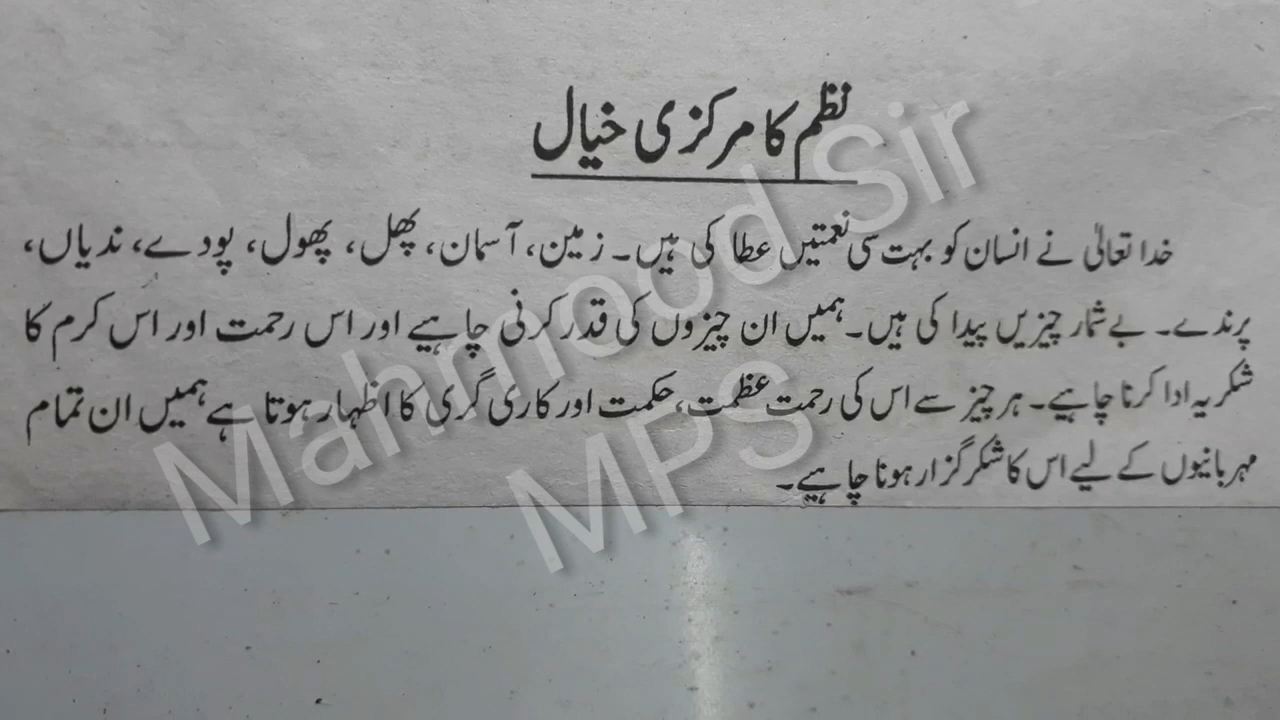 نظم کا مرکزی خیال
خدا تعالیٰ نے انسان کو بہت سی نعمتیں عطا کی ہیں۔ زمین، آسمان، پھل، پھول، پودے، ندیاں،
پرندے۔ بے شمار چیزیں پیدا کی ہیں۔ ہمیں ان چیزوں کی قدر کرنی چاہیے اور اس رحمت اور اس کرم کا
شکریہ ادا کرنا چاہیے۔ ہر چیز سے اس کی رحمت عظمت، حکمت اور کاری گری کا اظہار ہوتا ہے ہمیں ان تمام
مہربانیوں کے لیے اس کا شکر گزار ہونا چاہیے۔
Mahmood Sir
MPS